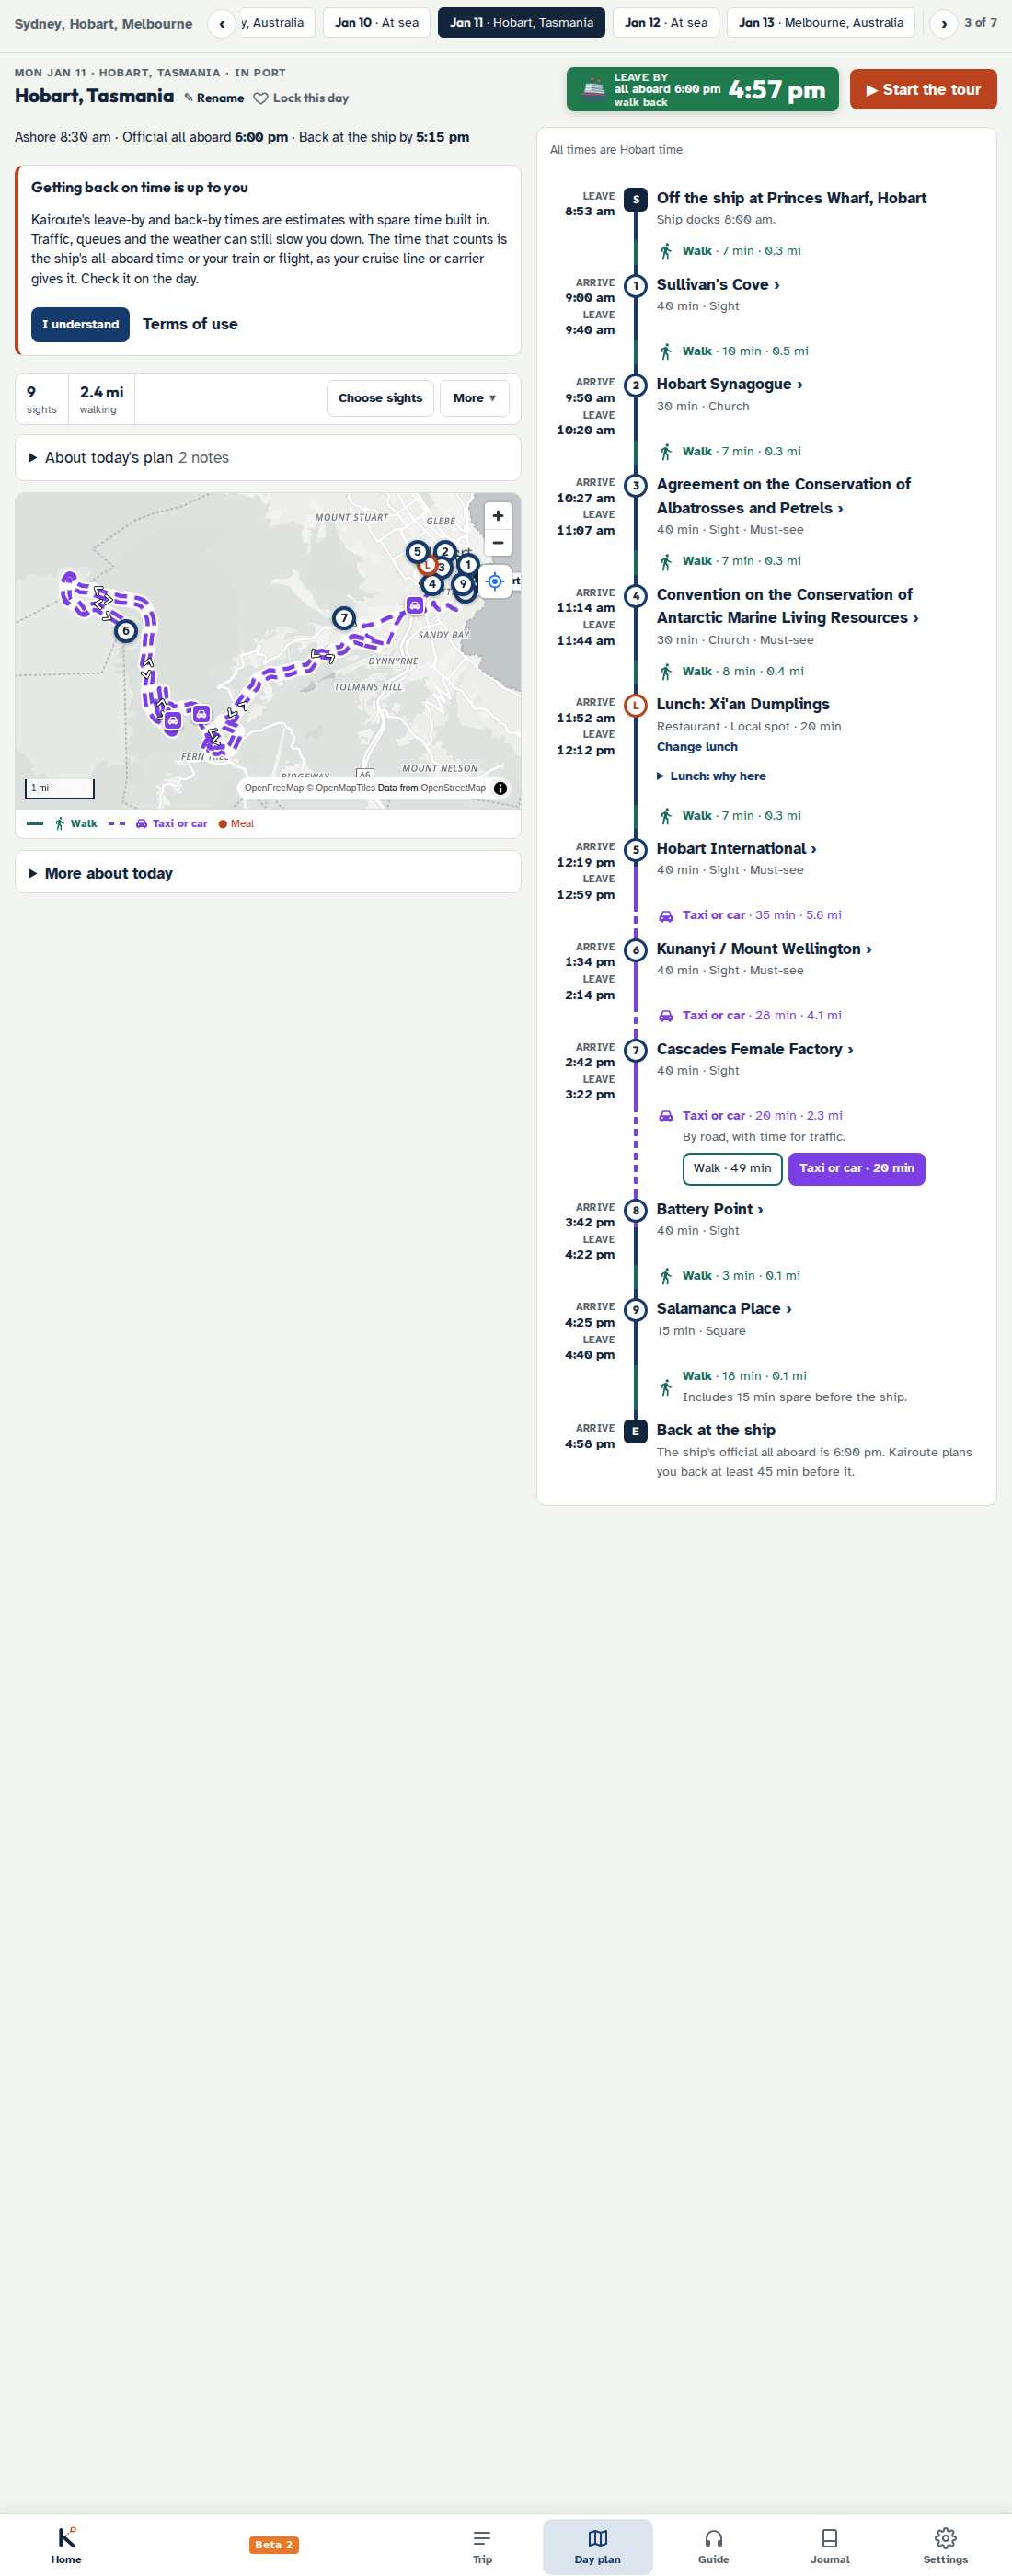 Sydney, Hobart, Melbourne
‹
y, Australia
Jan 10 · At sea
Jan 11 · Hobart, Tasmania
Jan 12 · At sea
Jan 13 · Melbourne, Australia
›
3 of 7
MON JAN 11 · HOBART, TASMANIA · IN PORT
Hobart, Tasmania
✎ Rename
Lock this day
LEAVE BY
all aboard 6:00 pm
walk back
4:57 pm
▶ Start the tour
Ashore 8:30 am · Official all aboard 6:00 pm · Back at the ship by 5:15 pm
Getting back on time is up to you
Kairoute's leave-by and back-by times are estimates with spare time built in.
Traffic, queues and the weather can still slow you down. The time that counts is
the ship's all-aboard time or your train or flight, as your cruise line or carrier
gives it. Check it on the day.
I understand
Terms of use
9
sights
2.4 mi
walking
Choose sights
More ▼
▶ About today's plan 2 notes
MOUNT STUART
GLEBE
+
−
5
2
1
L
3
4
9
rt
7
6
SANDY BAY
DYNNYRNE
TOLMANS HILL
FERN TREE
RIDGEWAY
A6
MOUNT NELSON
1 mi
OpenFreeMap © OpenMapTiles Data from OpenStreetMap
Walk
Taxi or car
Meal
▶ More about today
All times are Hobart time.
LEAVE
8:53 am
S
Off the ship at Princes Wharf, Hobart
Ship docks 8:00 am.
Walk · 7 min · 0.3 mi
ARRIVE
9:00 am
LEAVE
9:40 am
1
Sullivan's Cove ›
40 min · Sight
Walk · 10 min · 0.5 mi
ARRIVE
9:50 am
LEAVE
10:20 am
2
Hobart Synagogue ›
30 min · Church
Walk · 7 min · 0.3 mi
ARRIVE
10:27 am
LEAVE
11:07 am
3
Agreement on the Conservation of
Albatrosses and Petrels ›
40 min · Sight · Must-see
Walk · 7 min · 0.3 mi
ARRIVE
11:14 am
LEAVE
11:44 am
4
Convention on the Conservation of
Antarctic Marine Living Resources ›
30 min · Church · Must-see
Walk · 8 min · 0.4 mi
ARRIVE
11:52 am
LEAVE
12:12 pm
L
Lunch: Xi'an Dumplings
Restaurant · Local spot · 20 min
Change lunch
▶ Lunch: why here
Walk · 7 min · 0.3 mi
ARRIVE
12:19 pm
LEAVE
12:59 pm
5
Hobart International ›
40 min · Sight · Must-see
Taxi or car · 35 min · 5.6 mi
ARRIVE
1:34 pm
LEAVE
2:14 pm
6
Kunanyi / Mount Wellington ›
40 min · Sight · Must-see
Taxi or car · 28 min · 4.1 mi
ARRIVE
2:42 pm
LEAVE
3:22 pm
7
Cascades Female Factory ›
40 min · Sight
Taxi or car · 20 min · 2.3 mi
By road, with time for traffic.
Walk · 49 min
Taxi or car · 20 min
ARRIVE
3:42 pm
LEAVE
4:22 pm
8
Battery Point ›
40 min · Sight
Walk · 3 min · 0.1 mi
ARRIVE
4:25 pm
LEAVE
4:40 pm
9
Salamanca Place ›
15 min · Square
Walk · 18 min · 0.1 mi
Includes 15 min spare before the ship.
ARRIVE
4:58 pm
E
Back at the ship
The ship's official all aboard is 6:00 pm. Kairoute plans
you back at least 45 min before it.
Home
Beta 2
Trip
Day plan
Guide
Journal
Settings